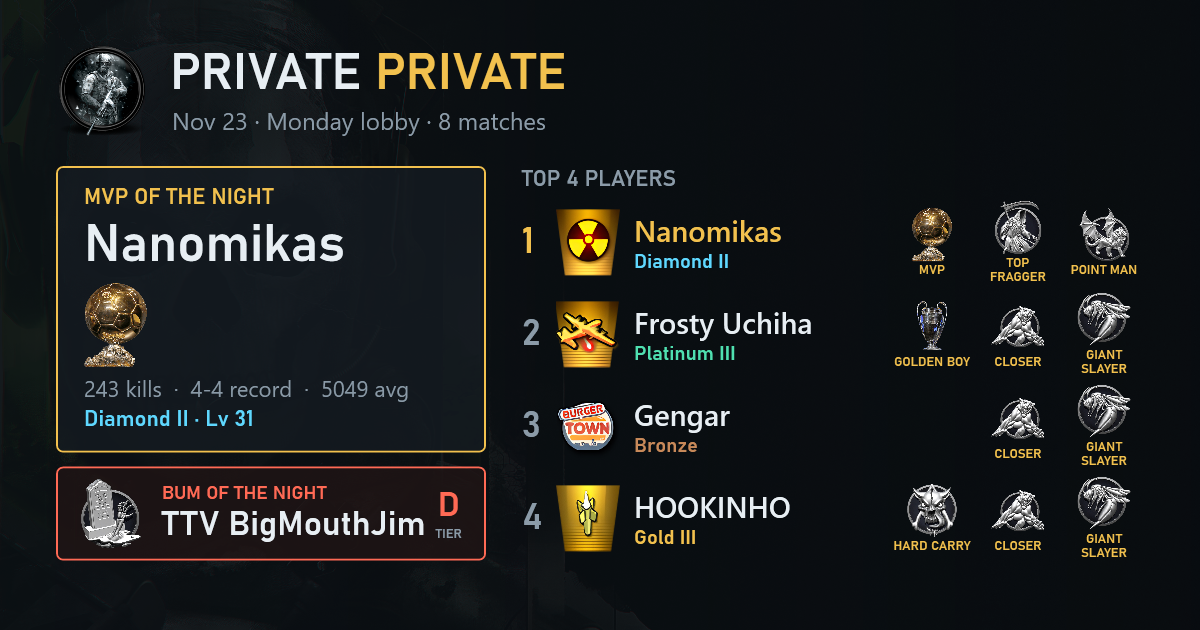 PRIVATE PRIVATE
Nov 23 · Monday lobby · 8 matches
MVP OF THE NIGHT
Nanomikas
243 kills · 4-4 record · 5049 avg
Diamond II · Lv 31
BUM OF THE NIGHT
TTV BigMouthJim
D
TIER
TOP 4 PLAYERS
1
Nanomikas
Diamond II
MVP
TOP
FRAGGER
POINT MAN
2
Frosty Uchiha
Platinum III
GOLDEN BOY
CLOSER
GIANT
SLAYER
3
BURGER
TOWN
Gengar
Bronze
CLOSER
GIANT
SLAYER
4
HOOKINHO
Gold III
HARD CARRY
CLOSER
GIANT
SLAYER